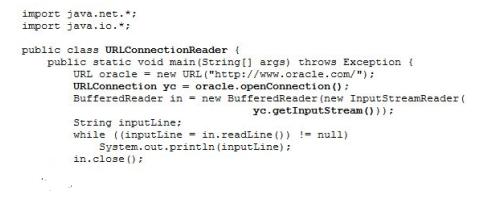 import java.net.*;
import java.io.*;

public class URLConnectionReader {
    public static void main(String[] args) throws Exception {
        URL oracle = new URL("http://www.oracle.com/");
        URLConnection yc = oracle.openConnection();
        BufferedReader in = new BufferedReader(new InputStreamReader(
                                    yc.getInputStream()));
        String inputLine;
        while ((inputLine = in.readLine()) != null)
            System.out.println(inputLine);
        in.close();